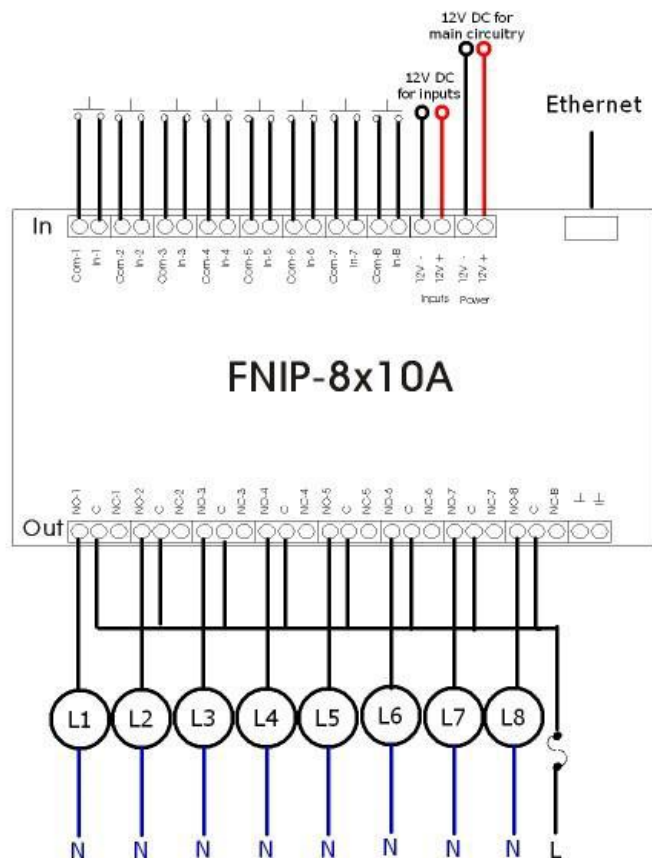 12V DC for
main circuitry
12V DC
for inputs
Ethernet
In
Com-1 In-1 Com-2 In-2 Com-3 In-3 Com-4 In-4 Com-5 In-5 Com-6 In-6 Com-7 In-7 Com-8 In-8 12V - 12V + 12V - 12V +
Inputs Power
FNIP-8x10A
NO-1 C NC-1 NO-2 C NC-2 NO-3 C NC-3 NO-4 C NC-4 NO-5 C NC-5 NO-6 C NC-6 NO-7 C NC-7 NO-8 C NC-8
Out
L1 L2 L3 L4 L5 L6 L7 L8
N N N N N N N N L